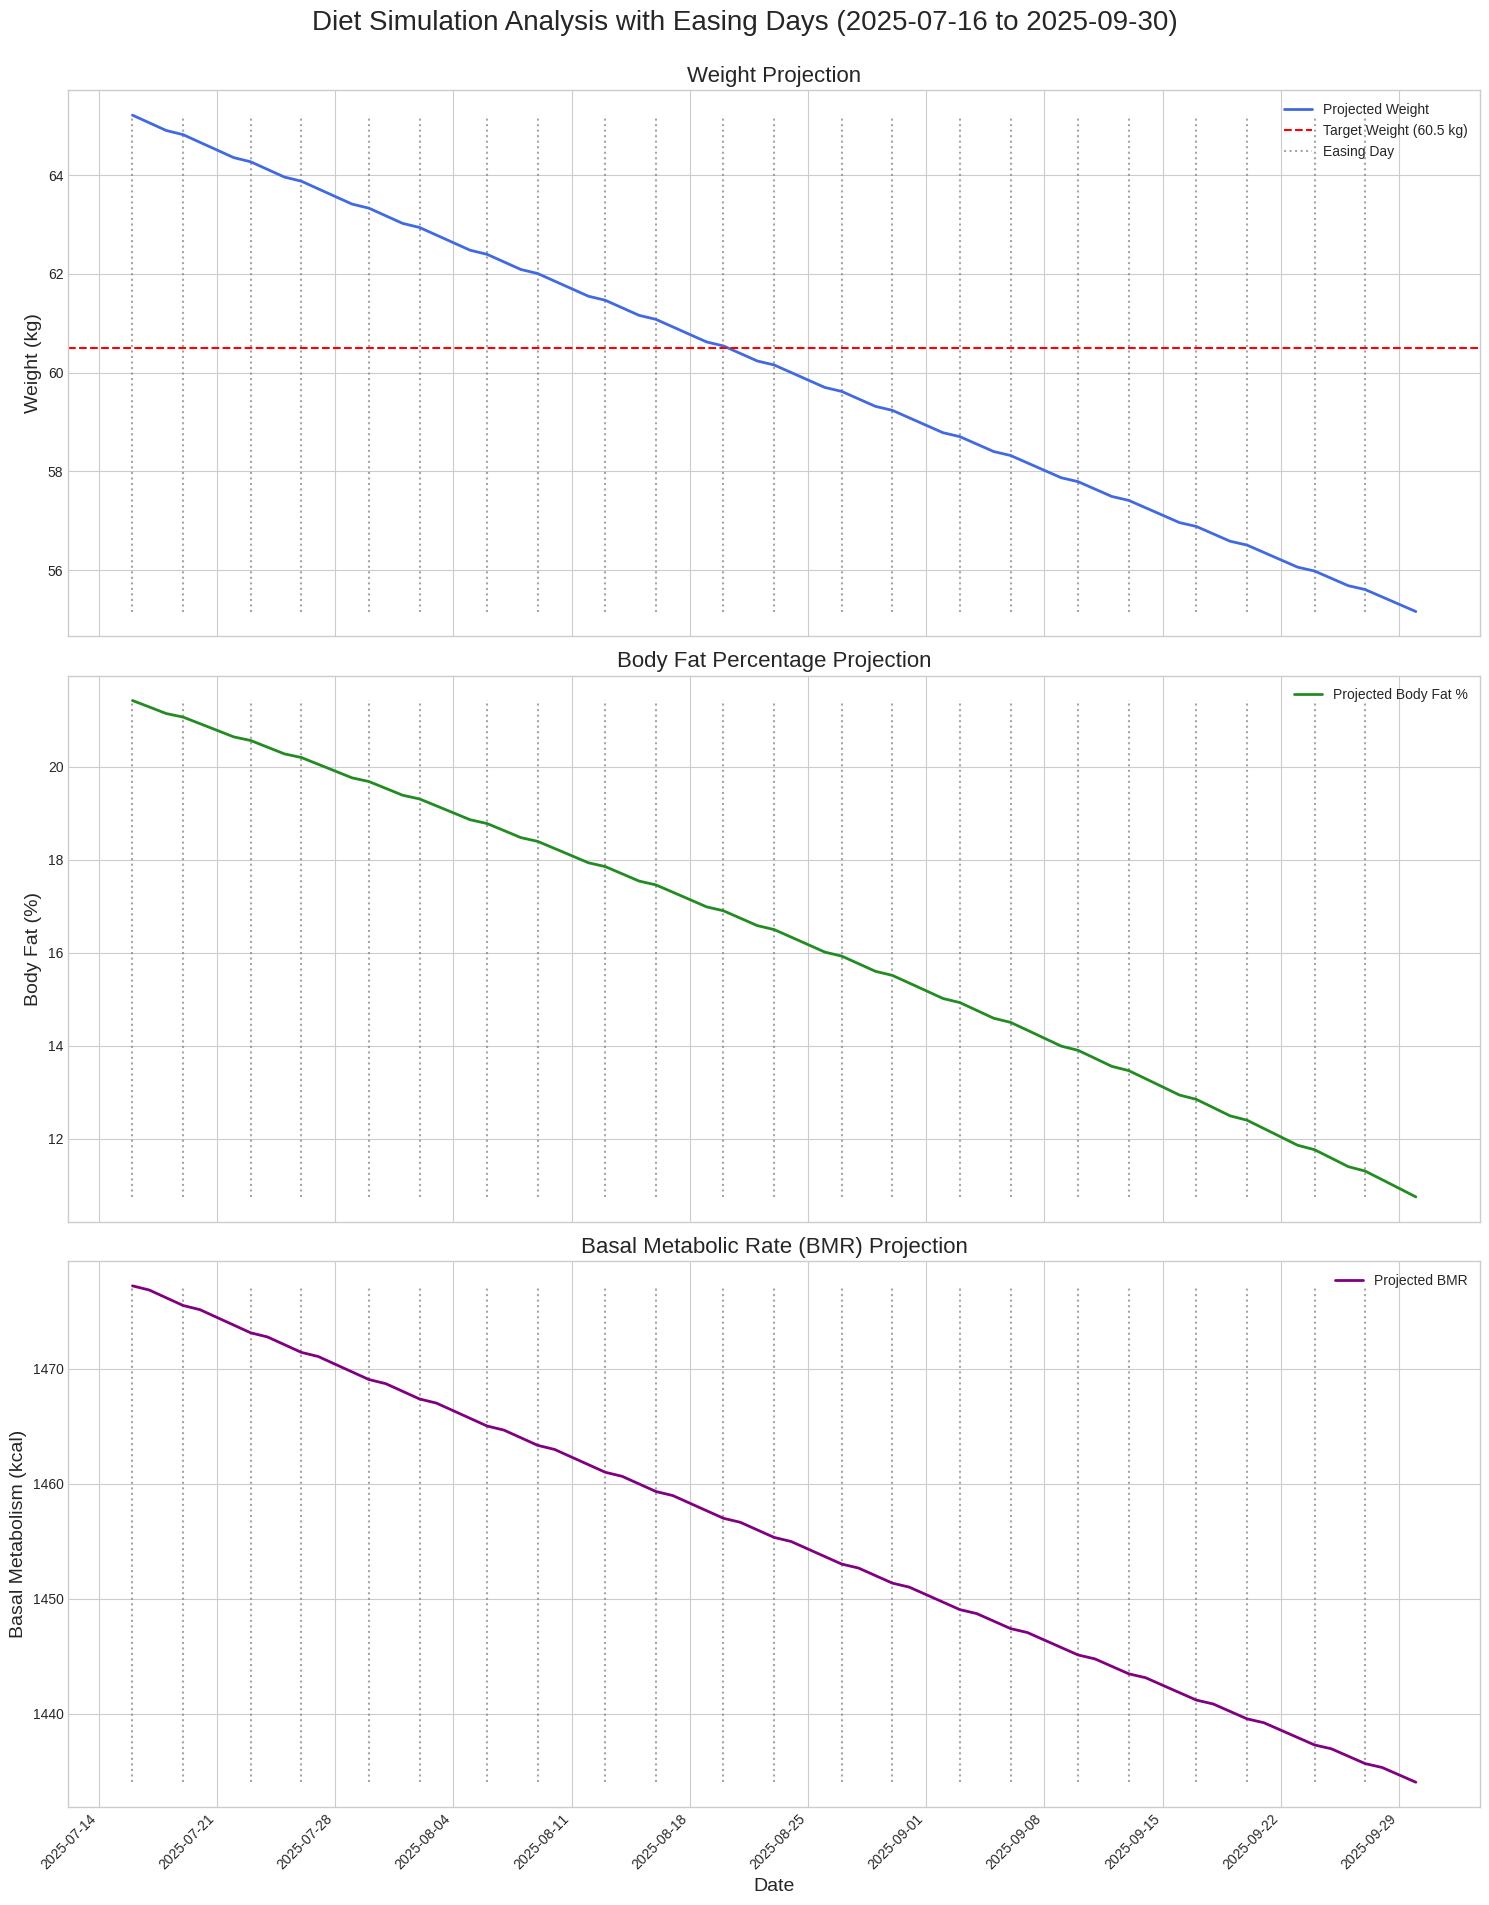 Diet Simulation Analysis with Easing Days (2025-07-16 to 2025-09-30)
Weight Projection
Projected Weight
Target Weight (60.5 kg)
Easing Day
Weight (kg)
64
62
60
58
56
Body Fat Percentage Projection
Projected Body Fat %
Body Fat (%)
20
18
16
14
12
Basal Metabolic Rate (BMR) Projection
Projected BMR
Basal Metabolism (kcal)
1470
1460
1450
1440
2025-07-14
2025-07-21
2025-07-28
2025-08-04
2025-08-11
2025-08-18
2025-08-25
2025-09-01
2025-09-08
2025-09-15
2025-09-22
2025-09-29
Date